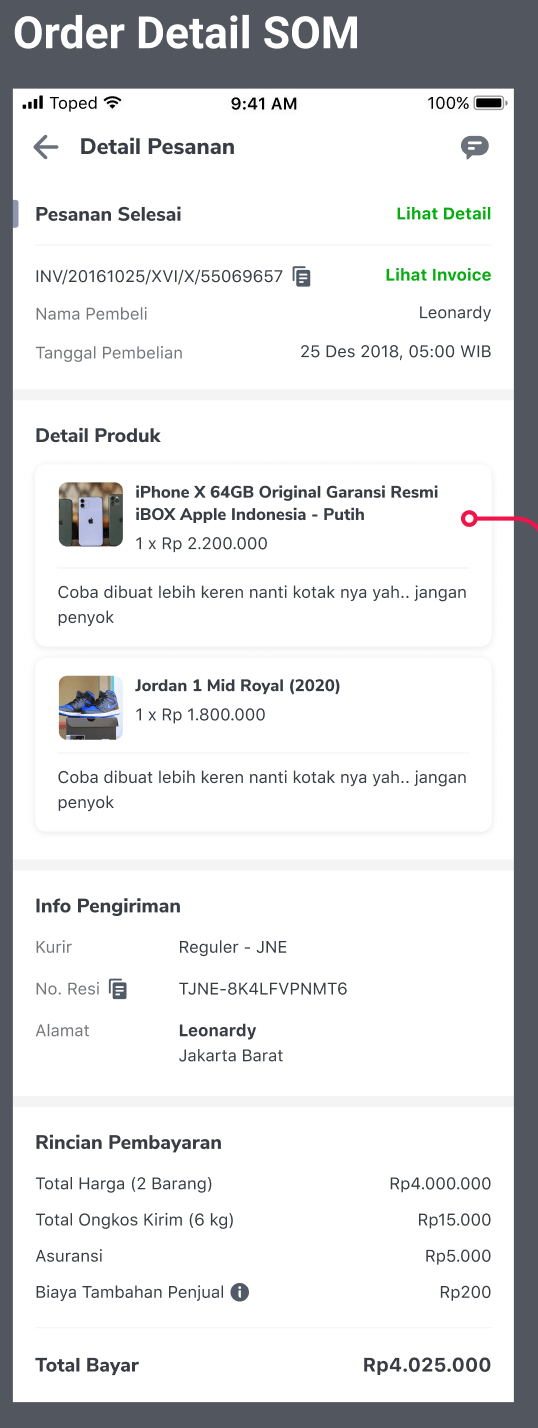 Order Detail SOM
Toped 9:41 AM 100%
Detail Pesanan
Pesanan Selesai Lihat Detail
INV/20161025/XVI/X/55069657 Lihat Invoice
Nama Pembeli Leonardy
Tanggal Pembelian 25 Des 2018, 05:00 WIB
Detail Produk
iPhone X 64GB Original Garansi Resmi
iBOX Apple Indonesia - Putih
1 x Rp 2.200.000
Coba dibuat lebih keren nanti kotak nya yah.. jangan
penyok
Jordan 1 Mid Royal (2020)
1 x Rp 1.800.000
Coba dibuat lebih keren nanti kotak nya yah.. jangan
penyok
Info Pengiriman
Kurir Reguler - JNE
No. Resi TJNE-8K4LFVPNMT6
Alamat Leonardy
Jakarta Barat
Rincian Pembayaran
Total Harga (2 Barang) Rp4.000.000
Total Ongkos Kirim (6 kg) Rp15.000
Asuransi Rp5.000
Biaya Tambahan Penjual Rp200
Total Bayar Rp4.025.000